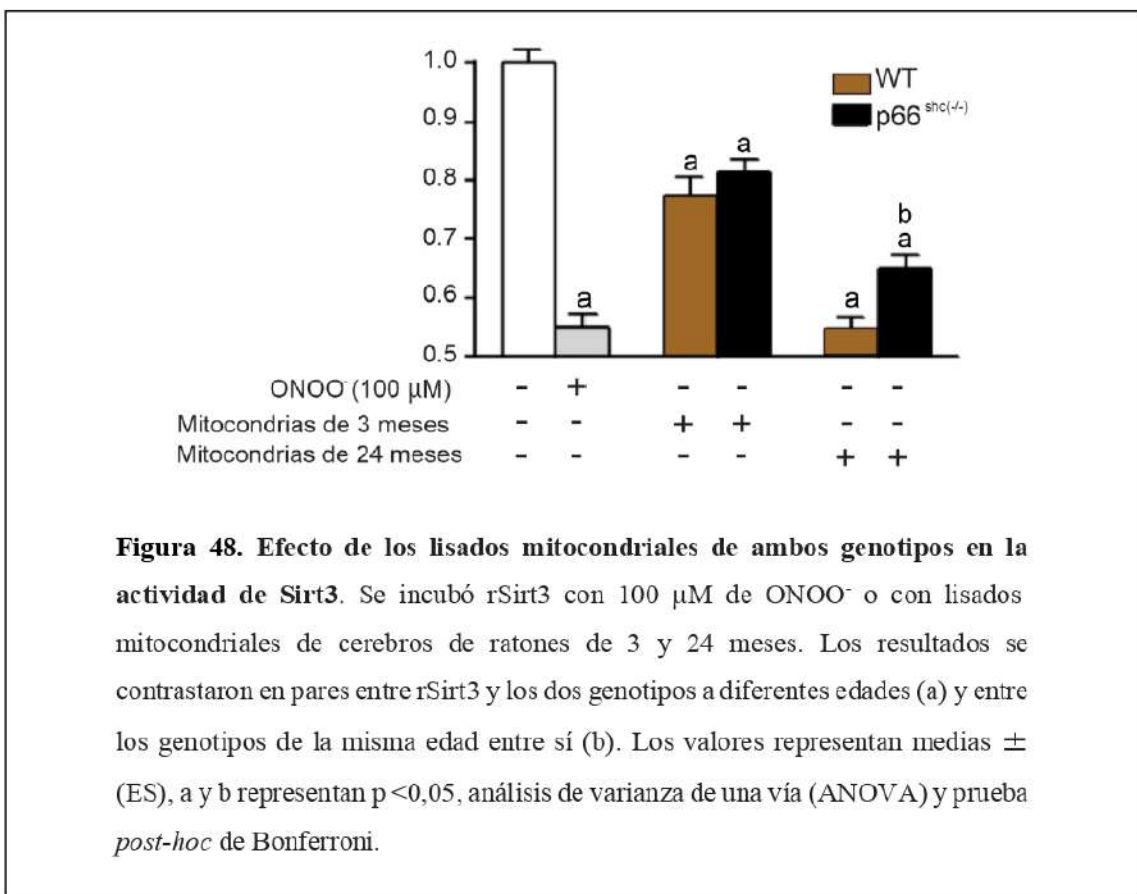 1.0
0.9
0.8
0.7
0.6
0.5
WT
p66 shc(-/-)
a
a
a
a
b
a
ONOO⁻ (100 μM) - + - - - -
Mitocondrias de 3 meses - - + + - -
Mitocondrias de 24 meses - - - - + +
Figura 48. Efecto de los lisados mitocondriales de ambos genotipos en la
actividad de Sirt3. Se incubó rSirt3 con 100 μM de ONOO⁻ o con lisados
mitocondriales de cerebros de ratones de 3 y 24 meses. Los resultados se
contrastaron en pares entre rSirt3 y los dos genotipos a diferentes edades (a) y entre
los genotipos de la misma edad entre sí (b). Los valores representan medias ±
(ES), a y b representan p <0,05, análisis de varianza de una vía (ANOVA) y prueba
post-hoc de Bonferroni.